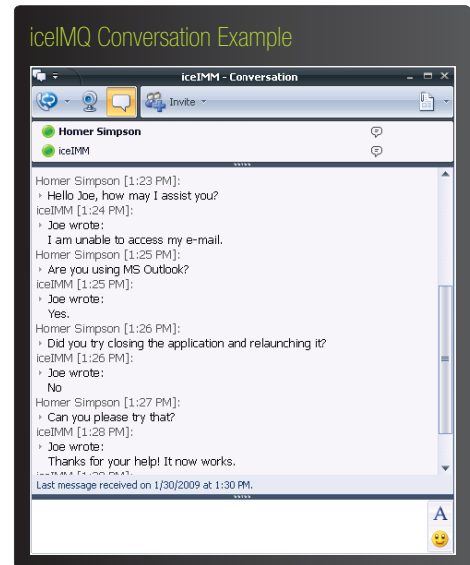 iceIMQ Conversation Example
iceIMM - Conversation
Invite
Homer Simpson
iceIMM
Homer Simpson [1:23 PM]:
Hello Joe, how may I assist you?
iceIMM [1:24 PM]:
Joe wrote:
I am unable to access my e-mail.
Homer Simpson [1:25 PM]:
Are you using MS Outlook?
iceIMM [1:25 PM]:
Joe wrote:
Yes.
Homer Simpson [1:26 PM]:
Did you try closing the application and relaunching it?
iceIMM [1:26 PM]:
Joe wrote:
No
Homer Simpson [1:27 PM]:
Can you please try that?
iceIMM [1:28 PM]:
Joe wrote:
Thanks for your help! It now works.
Last message received on 1/30/2009 at 1:30 PM.
A